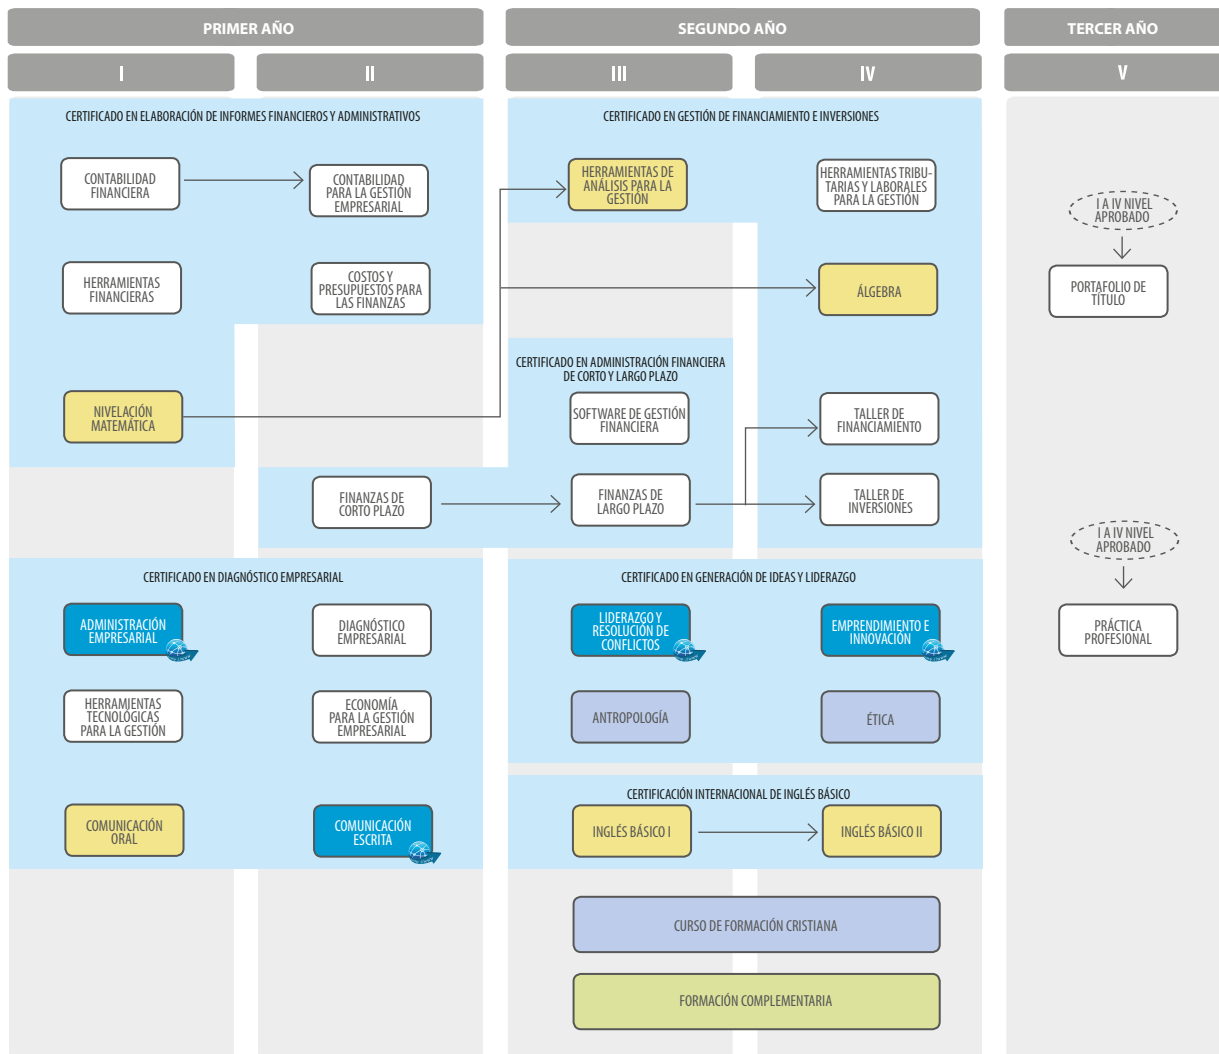 PRIMER AÑO
SEGUNDO AÑO
TERCER AÑO
I
II
III
IV
V
CERTIFICADO EN ELABORACIÓN DE INFORMES FINANCIEROS Y ADMINISTRATIVOS
CERTIFICADO EN GESTIÓN DE FINANCIAMIENTO E INVERSIONES
CONTABILIDAD
FINANCIERA
CONTABILIDAD
PARA LA GESTIÓN
EMPRESARIAL
HERRAMIENTAS DE
ANÁLISIS PARA LA
GESTIÓN
HERRAMIENTAS TRIBU-
TARIAS Y LABORALES
PARA LA GESTIÓN
I A IV NIVEL
APROBADO
HERRAMIENTAS
FINANCIERAS
COSTOS Y
PRESUPUESTOS PARA
LAS FINANZAS
ÁLGEBRA
PORTAFOLIO DE
TÍTULO
CERTIFICADO EN ADMINISTRACIÓN FINANCIERA
DE CORTO Y LARGO PLAZO
NIVELACIÓN
MATEMÁTICA
SOFTWARE DE GESTIÓN
FINANCIERA
TALLER DE
FINANCIAMIENTO
FINANZAS DE
CORTO PLAZO
FINANZAS DE
LARGO PLAZO
TALLER DE
INVERSIONES
I A IV NIVEL
APROBADO
CERTIFICADO EN DIAGNÓSTICO EMPRESARIAL
CERTIFICADO EN GENERACIÓN DE IDEAS Y LIDERAZGO
ADMINISTRACIÓN
EMPRESARIAL
DIAGNÓSTICO
EMPRESARIAL
LIDERAZGO Y
RESOLUCIÓN DE
CONFLICTOS
EMPRENDIMIENTO E
INNOVACIÓN
PRÁCTICA
PROFESIONAL
HERRAMIENTAS
TECNOLÓGICAS
PARA LA GESTIÓN
ECONOMÍA
PARA LA GESTIÓN
EMPRESARIAL
ANTROPOLOGÍA
ÉTICA
CERTIFICACIÓN INTERNACIONAL DE INGLÉS BÁSICO
COMUNICACIÓN
ORAL
COMUNICACIÓN
ESCRITA
INGLÉS BÁSICO I
INGLÉS BÁSICO II
CURSO DE FORMACIÓN CRISTIANA
FORMACIÓN COMPLEMENTARIA